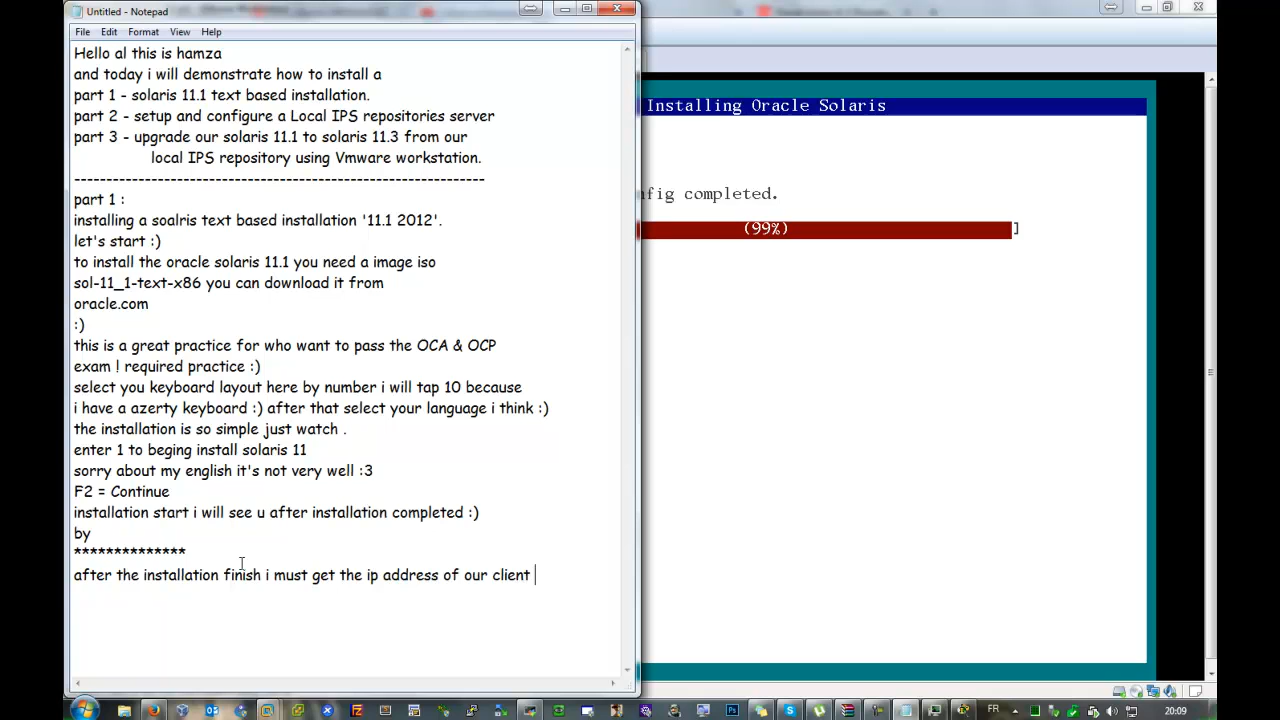 Untitled - Notepad
File Edit Format View Help
Hello al this is hamza
and today i will demonstrate how to install a
part 1 - solaris 11.1 text based installation.
part 2 - setup and configure a Local IPS repositories server
part 3 - upgrade our solaris 11.1 to solaris 11.3 from our
local IPS repository using Vmware workstation.
---------------------------------------------------------------
part 1 :
installing a soalris text based installation '11.1 2012'.
let's start :)
to install the oracle solaris 11.1 you need a image iso
sol-11_1-text-x86 you can download it from
oracle.com
:)
this is a great practice for who want to pass the OCA & OCP
exam ! required practice :)
select you keyboard layout here by number i will tap 10 because
i have a azerty keyboard :) after that select your language i think :)
the installation is so simple just watch .
enter 1 to beging install solaris 11
sorry about my english it's not very well :3
F2 = Continue
installation start i will see u after installation completed :)
by
**************
after the installation finish i must get the ip address of our client
Installing Oracle Solaris
nfig completed.
(99%) ]
FR 20:09